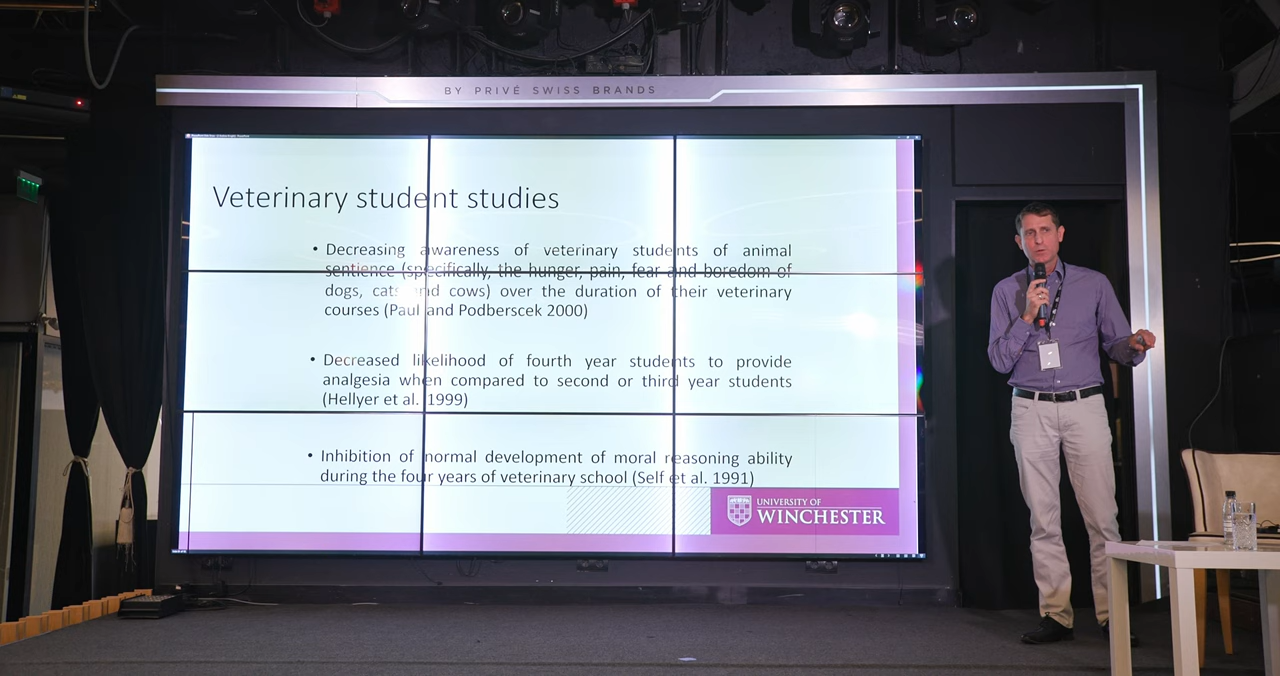 BY PRIVÉ SWISS BRANDS
Veterinary student studies
• Decreasing awareness of veterinary students of animal
sentience (specifically, the hunger, pain, fear and boredom of
dogs, cats and cows) over the duration of their veterinary
courses (Paul and Podberscek 2000)
• Decreased likelihood of fourth year students to provide
analgesia when compared to second or third year students
(Hellyer et al. 1999)
• Inhibition of normal development of moral reasoning ability
during the four years of veterinary school (Self et al. 1991)
UNIVERSITY OF
WINCHESTER